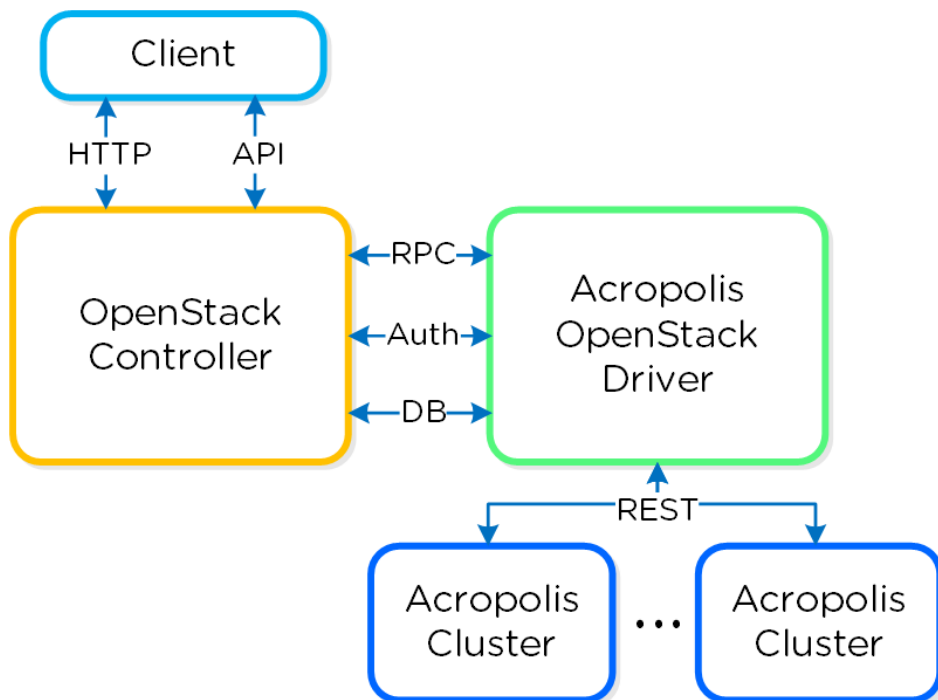 Client
HTTP
API
OpenStack
Controller
RPC
Auth
DB
Acropolis
OpenStack
Driver
REST
Acropolis
Cluster
...
Acropolis
Cluster